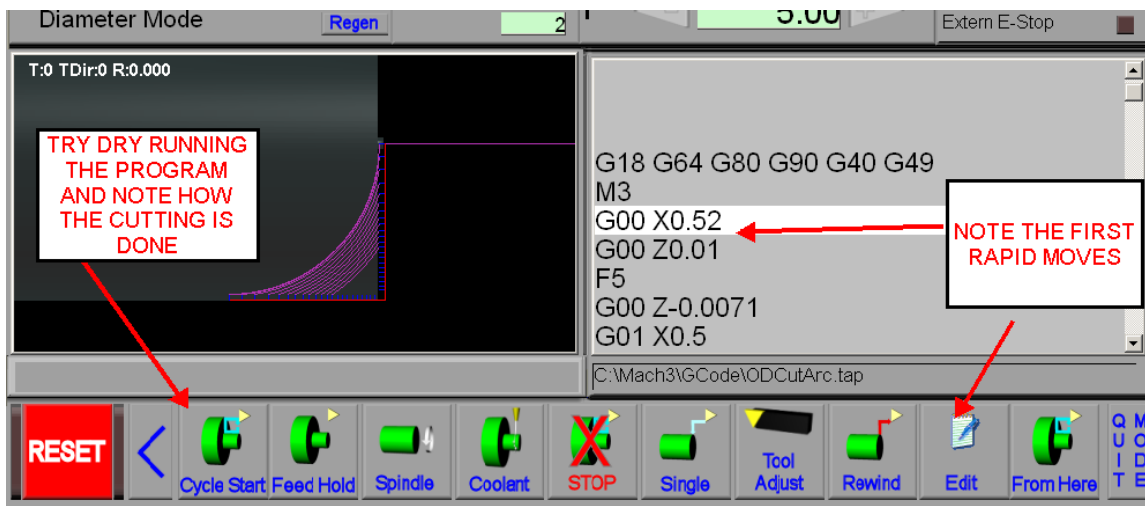 Diameter Mode
Regen
2
5.00
Extern E-Stop
T:0 TDir:0 R:0.000
TRY DRY RUNNING
THE PROGRAM
AND NOTE HOW
THE CUTTING IS
DONE
G18 G64 G80 G90 G40 G49
M3
G00 X0.52
G00 Z0.01
F5
G00 Z-0.0071
G01 X0.5
NOTE THE FIRST
RAPID MOVES
C:\Mach3\GCode\ODCutArc.tap
RESET
Cycle Start
Feed Hold
Spindle
Coolant
STOP
Single
Tool
Adjust
Rewind
Edit
From Here
QUIT